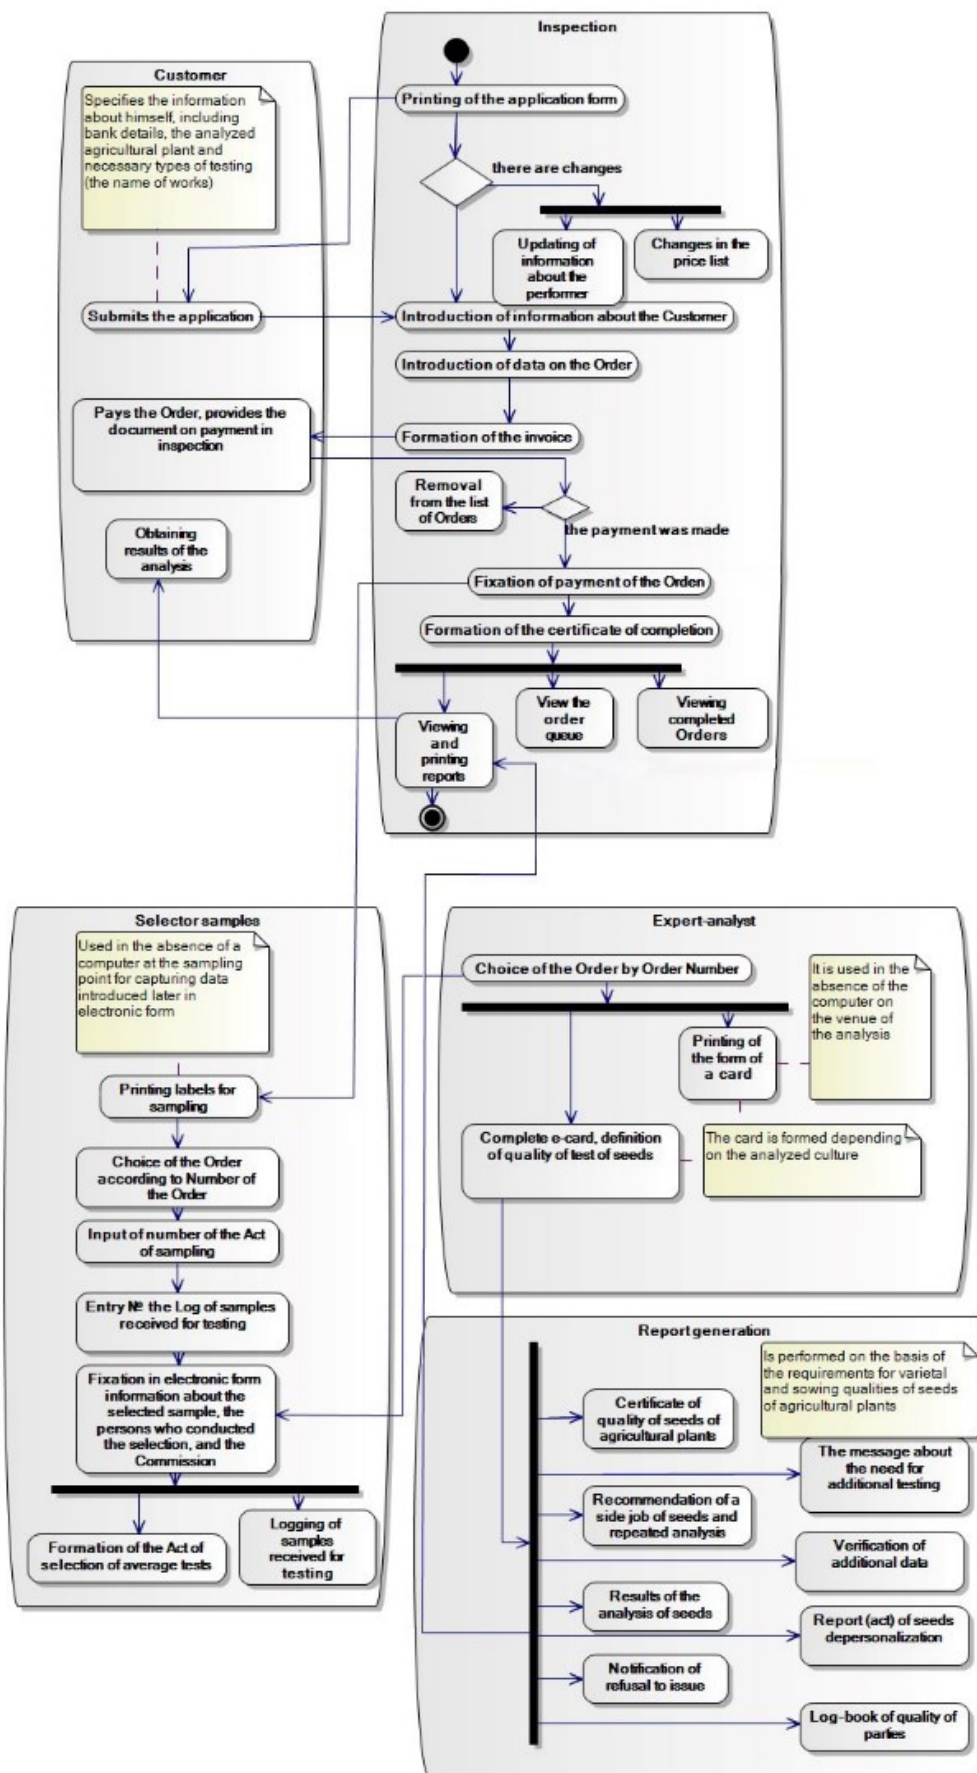 Inspection
Printing of the application form
there are changes
Updating of
information
about the
performer
Changes in the
price list
Introduction of information about the Customer
Introduction of data on the Order
Formation of the invoice
Removal
from the list
of Orders
the payment was made
Fixation of payment of the Orden
Formation of the certificate of completion
Viewing
and
printing
reports
View the
order
queue
Viewing
completed
Orders
Customer
Specifies the information
about himself, including
bank details, the analyzed
agricultural plant and
necessary types of testing
(the name of works)
Submits the application
Pays the Order, provides the
document on payment in
inspection
Obtaining
results of the
analysis
Selector samples
Used in the absence of a
computer at the sampling
point for capturing data
introduced later in
electronic form
Printing labels for
sampling
Choice of the Order
according to Number of
the Order
Input of number of the Act
of sampling
Entry № the Log of samples
received for testing
Fixation in electronic form
information about the
selected sample, the
persons who conducted
the selection, and the
Commission
Formation of the Act of
selection of average tests
Logging of
samples
received for
testing
Expert-analyst
Choice of the Order by Order Number
It is used in the
absence of the
computer on
the venue of
the analysis
Printing of
the form of
a card
Complete e-card, definition
of quality of test of seeds
The card is formed depending
on the analyzed culture
Report generation
Is performed on the basis of
the requirements for varietal
and sowing qualities of seeds
of agricultural plants
Certificate of
quality of seeds of
agricultural plants
The message about
the need for
additional testing
Recommendation of a
side job of seeds and
repeated analysis
Verification of
additional data
Results of the
analysis of seeds
Report (act) of seeds
depersonalization
Notification of
refusal to issue
Log-book of quality of
parties